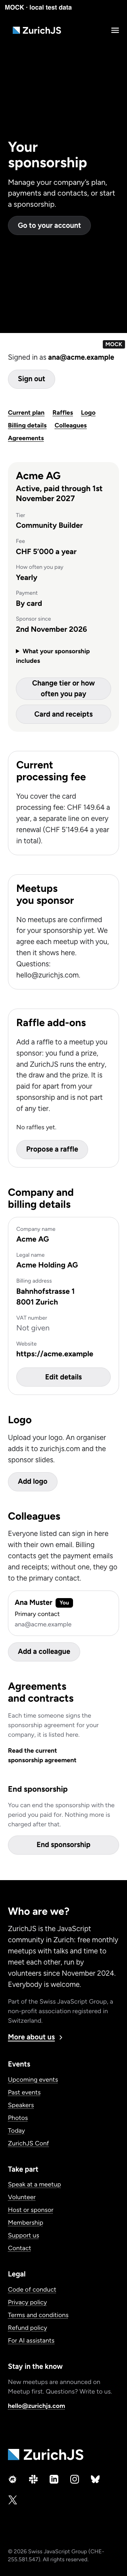 MOCK - local test data
ZurichJS
Your
sponsorship
Manage your company's plan,
payments and contacts, or start
a sponsorship.
Go to your account
MOCK
Signed in as ana@acme.example
Sign out
Current plan Raffles Logo
Billing details Colleagues
Agreements
Acme AG
Active, paid through 1st
November 2027
Tier
Community Builder
Fee
CHF 5'000 a year
How often you pay
Yearly
Payment
By card
Sponsor since
2nd November 2026
What your sponsorship
includes
Change tier or how
often you pay
Card and receipts
Current
processing fee
You cover the card
processing fee: CHF 149.64 a
year, a separate line on every
renewal (CHF 5'149.64 a year
in total).
Meetups
you sponsor
No meetups are confirmed
for your sponsorship yet. We
agree each meetup with you,
then it shows here.
Questions:
hello@zurichjs.com.
Raffle add-ons
Add a raffle to a meetup you
sponsor: you put up a prize,
and ZurichJS runs the entry,
the draw and the prize. It is
paid for apart from your
sponsorship and is not part
of any tier.
No raffles yet.
Propose a raffle
Company and
billing details
Company name
Acme AG
Legal name
Acme Holding AG
Billing address
Bahnhofstrasse 1
8001 Zurich
VAT number
Not given
Website
https://acme.example
Edit details
Logo
Upload your logo. An organiser
adds it to zurichjs.com and the
sponsor slides.
Add logo
Colleagues
Everyone listed can sign in here
with their own email. Billing
contacts get the payment emails
and receipts; without one, they go
to the primary contact.
Ana Muster You
Primary contact
ana@acme.example
Add a colleague
Agreements
and contracts
Each time someone signs the
sponsorship agreement for your
company, it is listed here.
Read the current
sponsorship agreement
End sponsorship
You can end the sponsorship with the
period you paid for. Nothing more is
charged after that.
End sponsorship
Who are we?
ZurichJS is the JavaScript
community in Zurich: free monthly
meetups with talks and time to
meet each other, run by
volunteers since November 2024.
Everybody is welcome.
Part of the Swiss JavaScript Group, a
non-profit association registered in
Switzerland.
More about us
Events
Upcoming events
Past events
Speakers
Photos
Today
ZurichJS Conf
Take part
Speak at a meetup
Volunteer
Host or sponsor
Membership
Support us
Contact
Legal
Code of conduct
Privacy policy
Terms and conditions
Refund policy
For AI assistants
Stay in the know
New meetups are announced on
Meetup first. Questions? Write to us.
hello@zurichjs.com
ZurichJS
© 2026 Swiss JavaScript Group (CHE-
255.581.547). All rights reserved.